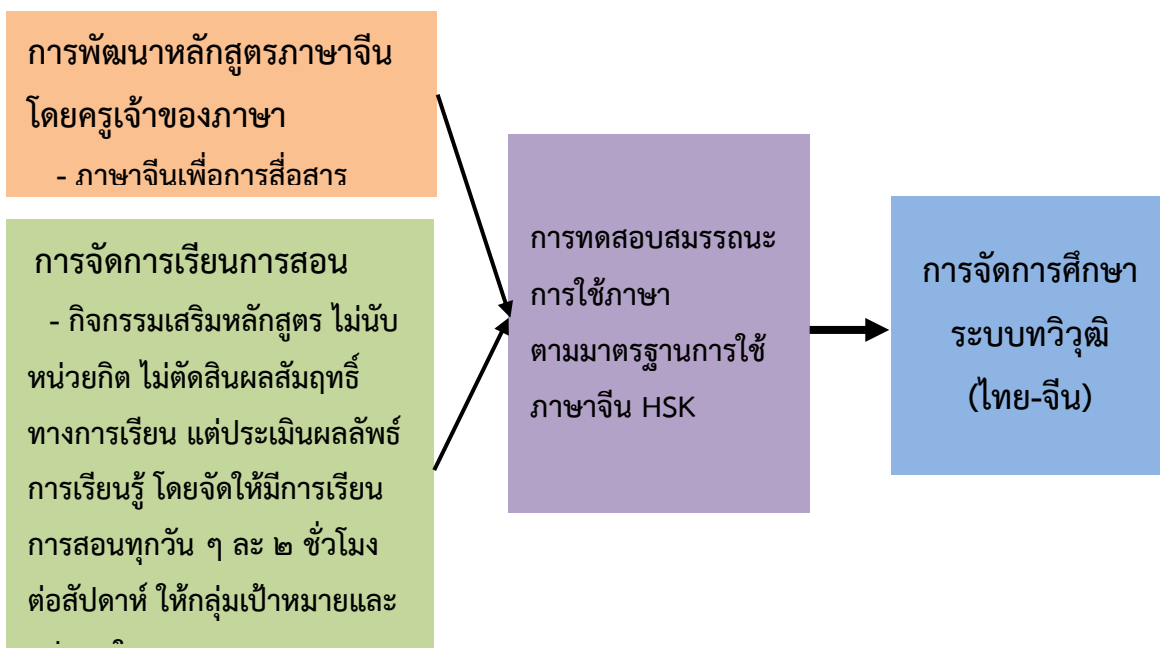 การพัฒนาหลักสูตรภาษาจีน
โดยครูเจ้าของภาษา
- ภาษาจีนเพื่อการสื่อสาร
การจัดการเรียนการสอน
- กิจกรรมเสริมหลักสูตร ไม่นับ
หน่วยกิต ไม่ตัดสินผลสัมฤทธิ์
ทางการเรียน แต่ประเมินผลลัพธ์
การเรียนรู้ โดยจัดให้มีการเรียน
การสอนทุกวัน ๆ ละ ๒ ชั่วโมง
ต่อสัปดาห์ ให้กลุ่มเป้าหมายและ
การทดสอบสมรรถนะ
การใช้ภาษา
ตามมาตรฐานการใช้
ภาษาจีน HSK
การจัดการศึกษา
ระบบทวิวุฒิ
(ไทย-จีน)